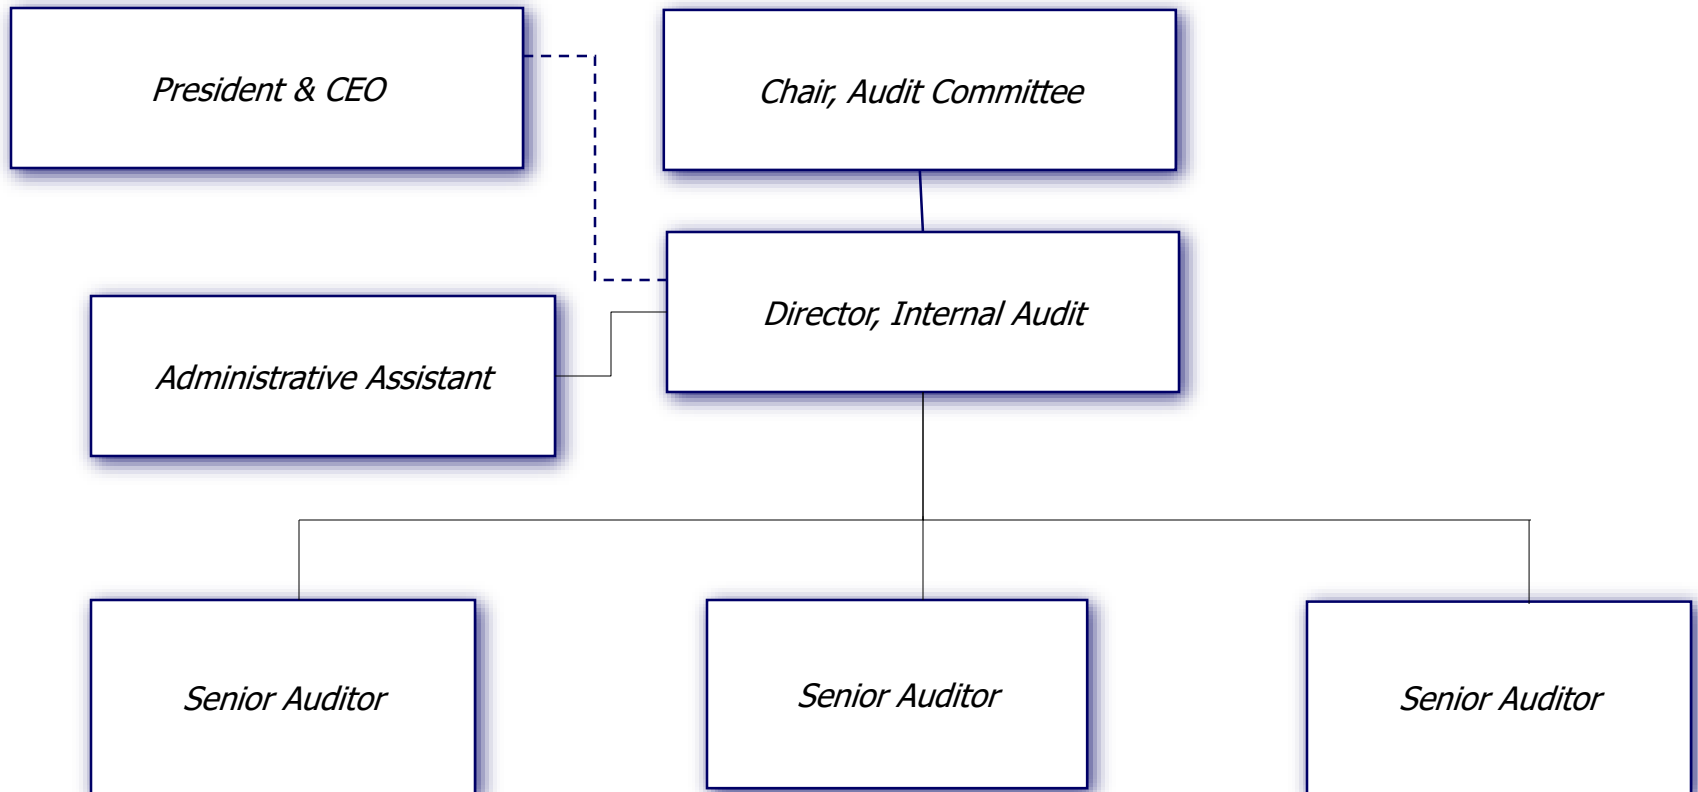 President & CEO
Chair, Audit Committee
Director, Internal Audit
Administrative Assistant
Senior Auditor
Senior Auditor
Senior Auditor